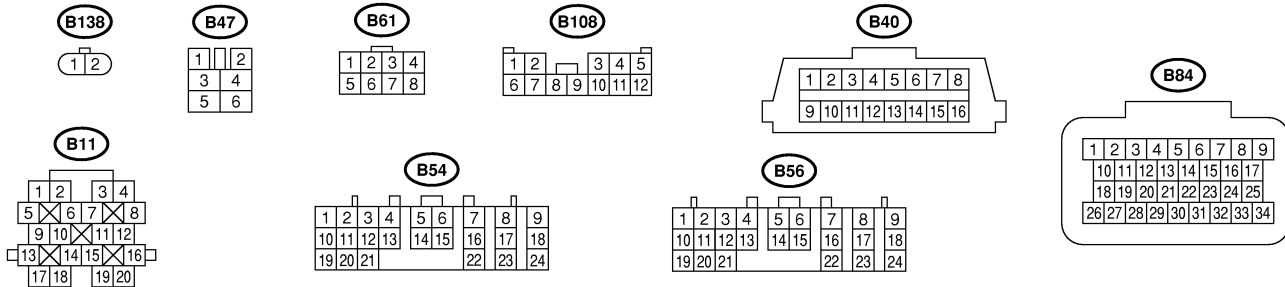 B138
1 2
B47
1 2
3 4
5 6
B61
1 2 3 4
5 6 7 8
B108
1 2 3 4 5
6 7 8 9 10 11 12
B40
1 2 3 4 5 6 7 8
9 10 11 12 13 14 15 16
B84
1 2 3 4 5 6 7 8 9
10 11 12 13 14 15 16 17
18 19 20 21 22 23 24 25
26 27 28 29 30 31 32 33 34
B11
1 2 3 4
5 6 7 8
9 10 11 12
13 14 15 16
17 18 19 20
B54
1 2 3 4 5 6 7 8 9
10 11 12 13 14 15 16 17 18
19 20 21 22 23 24
B56
1 2 3 4 5 6 7 8 9
10 11 12 13 14 15 16 17 18
19 20 21 22 23 24